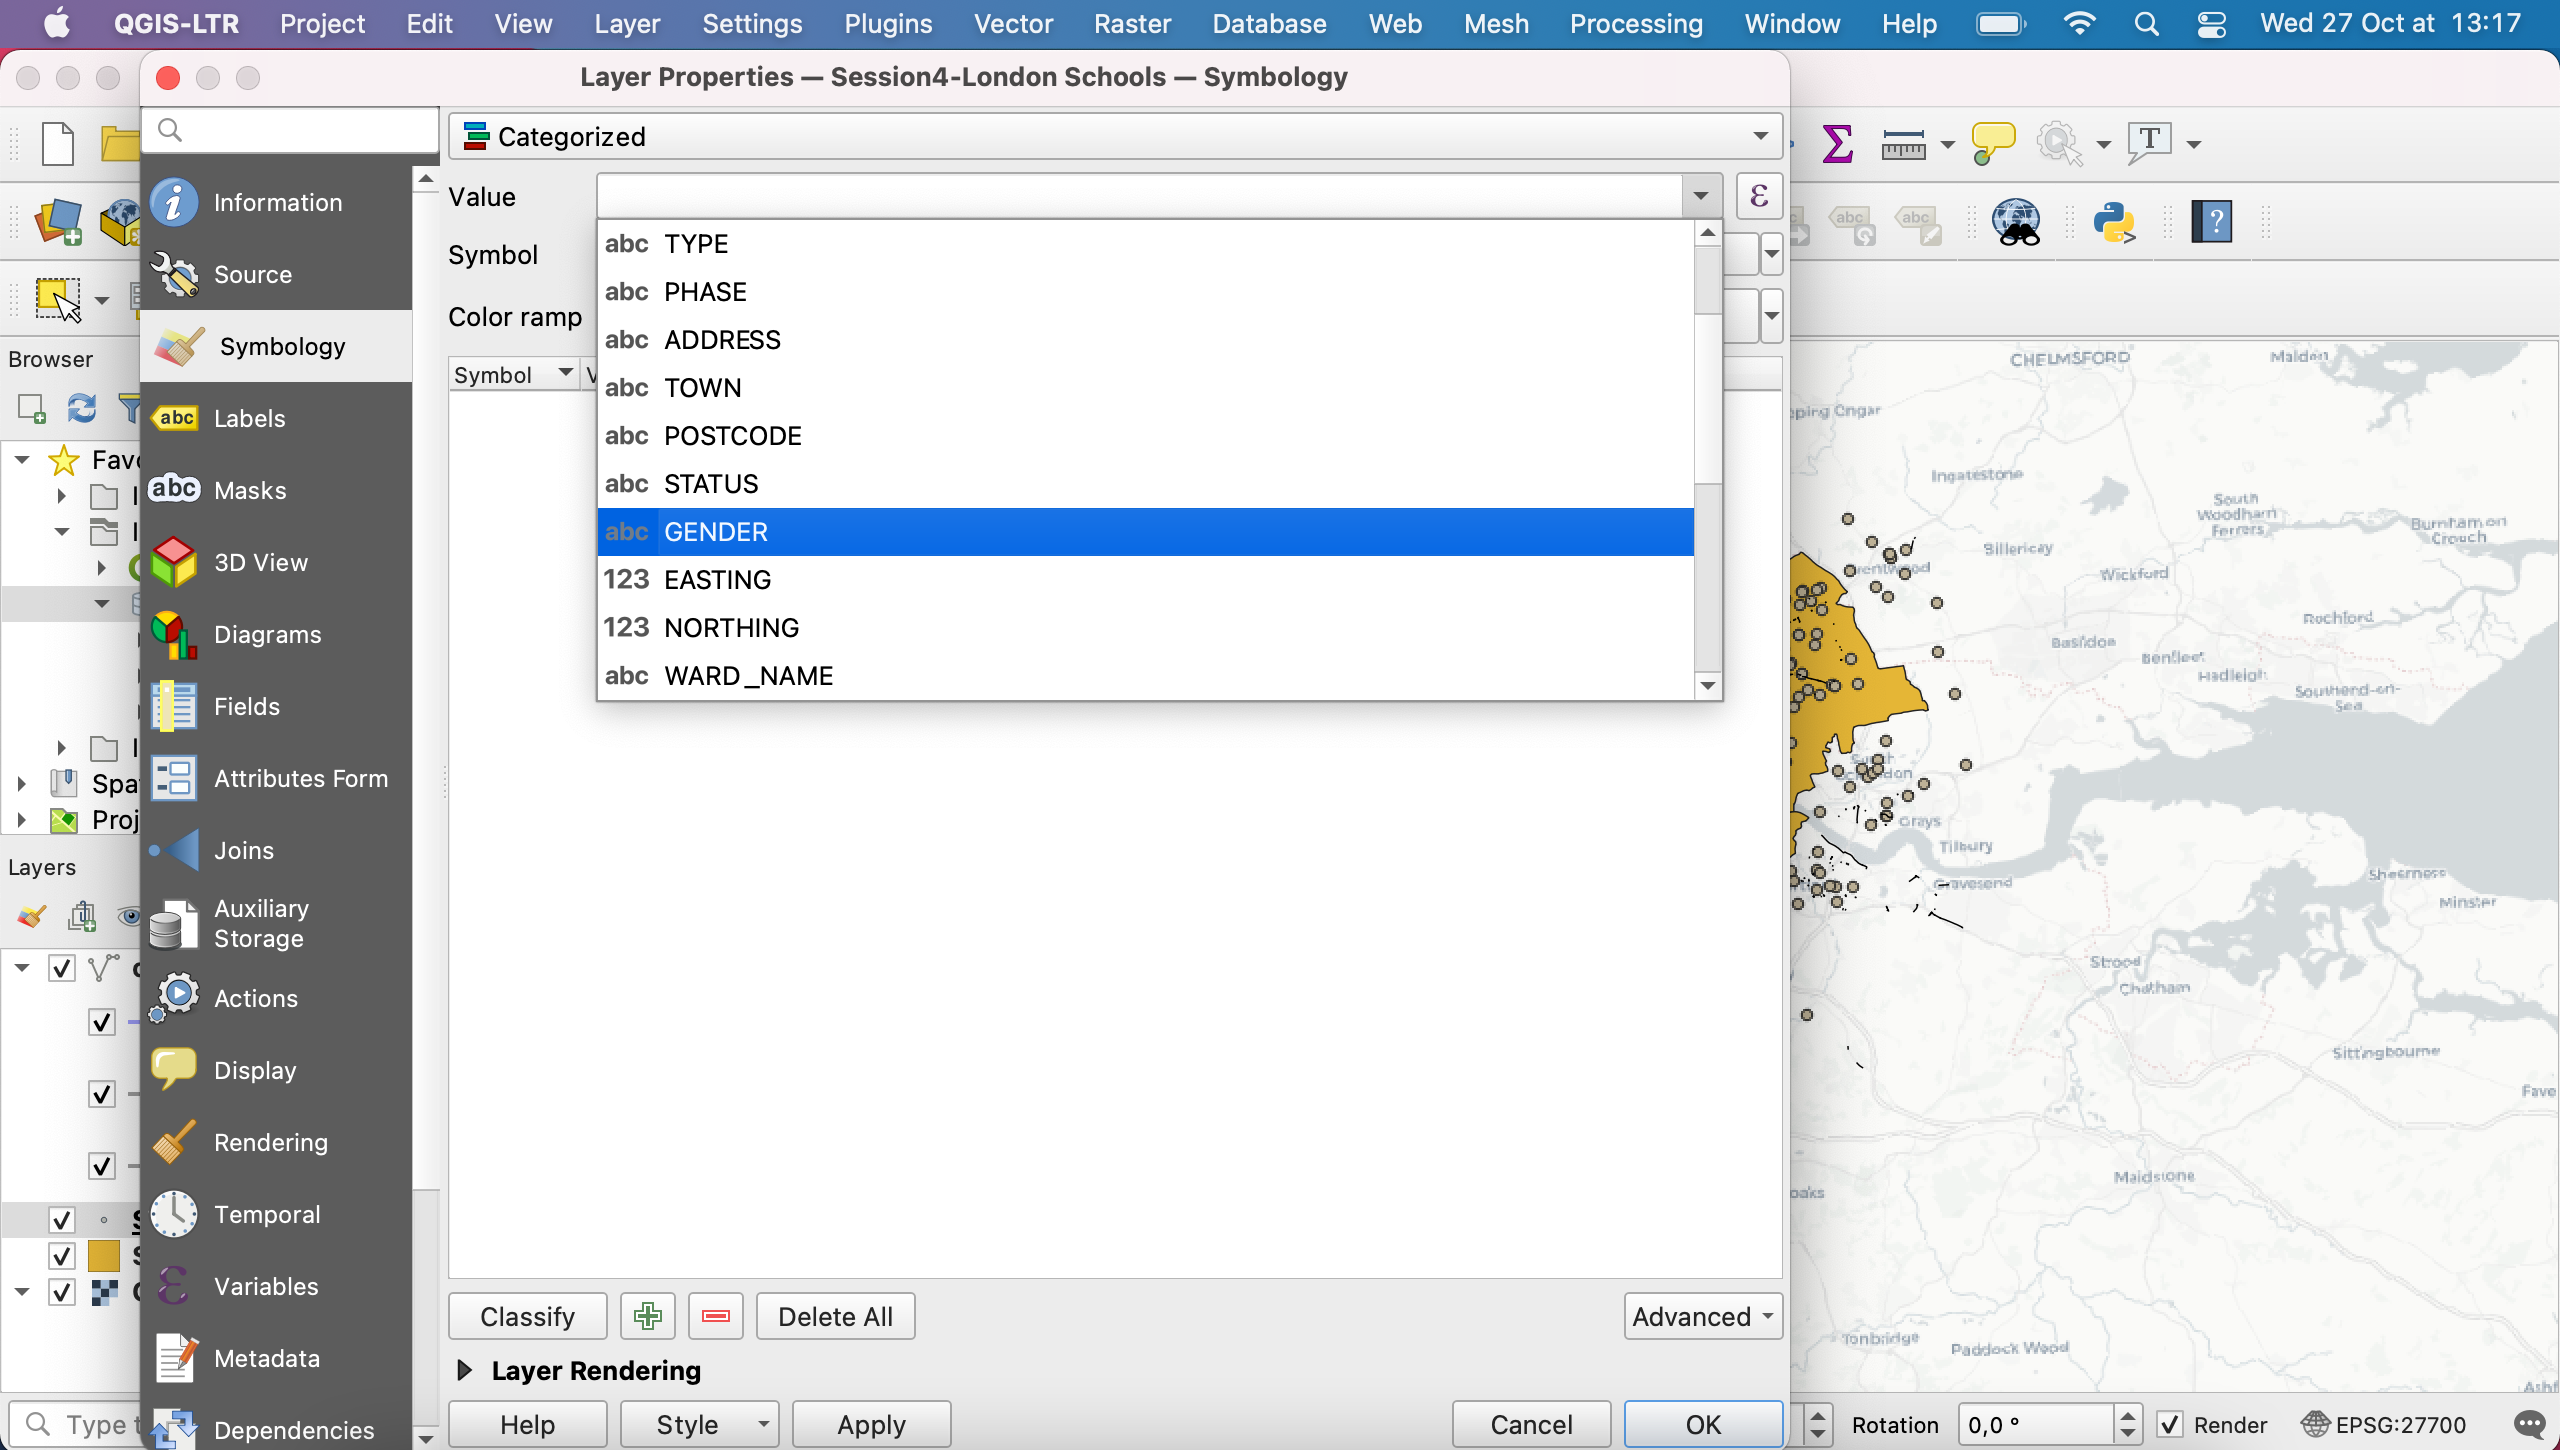 QGIS-LTR Project Edit View Layer Settings Plugins Vector Raster Database Web Mesh Processing Window Help Wed 27 Oct at 13:17
Layer Properties — Session4-London Schools — Symbology
Categorized
Information
Value
ε
abc TYPE
Symbol
Source
abc PHASE
Color ramp
abc ADDRESS
Symbology
Browser
Symbol
abc TOWN
abc Labels
abc POSTCODE
abc Masks
abc STATUS
abc GENDER
3D View
123 EASTING
Diagrams
123 NORTHING
abc WARD_NAME
Fields
Attributes Form
Joins
Layers
Auxiliary
Storage
Actions
Display
Rendering
Temporal
Variables
Metadata
Dependencies
Classify Delete All Advanced
Layer Rendering
Help Style Apply Cancel OK
Rotation 0,0 ° Render EPSG:27700
CHELMSFORD
Maldon
Ingatestone
South
Woodham
Ferrers
Burnham on
Crouch
Billericay
Wickford
Rochford
Basildon
Benfleet
Hadleigh
Southend-on-
Sea
Grays
Tilbury
Gravesend
Sheerness
Minster
Strood
Chatham
Sittingbourne
Fave
Maidstone
oaks
Tonbridge
Paddock Wood
Ashf